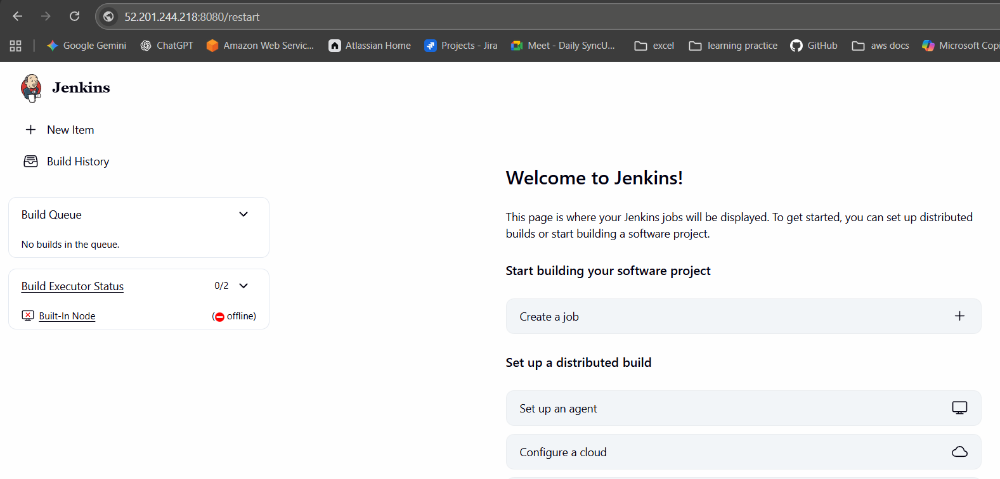 52.201.244.218:8080/restart
Google Gemini
ChatGPT
Amazon Web Servic...
Atlassian Home
Projects - Jira
Meet - Daily SyncU...
excel
learning practice
GitHub
aws docs
Microsoft Copi
Jenkins
New Item
Build History
Build Queue
No builds in the queue.
Build Executor Status 0/2
Built-In Node (offline)
Welcome to Jenkins!
This page is where your Jenkins jobs will be displayed. To get started, you can set up distributed
builds or start building a software project.
Start building your software project
Create a job
Set up a distributed build
Set up an agent
Configure a cloud